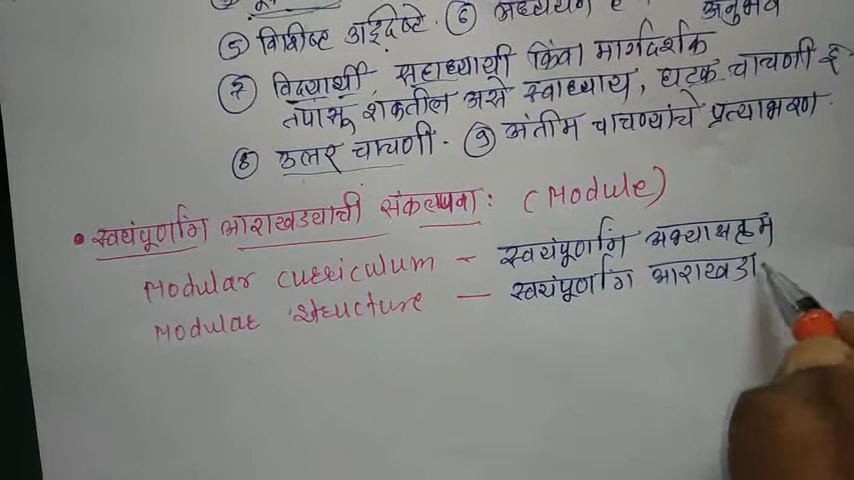 ⑤ विशिष्ट उद्दिष्टे. ⑥ अध्ययन अनुभव
⑦ विद्यार्थी, सहाध्यायी किंवा मार्गदर्शक
तपासू शकतील असे स्वाध्याय, घटक चाचणी इ
⑧ उत्तर चाचणी. ⑨ अंतीम चाचण्यांचे प्रत्याभरण.
• स्वयंपूर्णांग आराखड्याची संकल्पना: (Module)
Modular curriculum - स्वयंपूर्णांग अभ्याक्रम
Modular structure - स्वयंपूर्णांग आराखडा